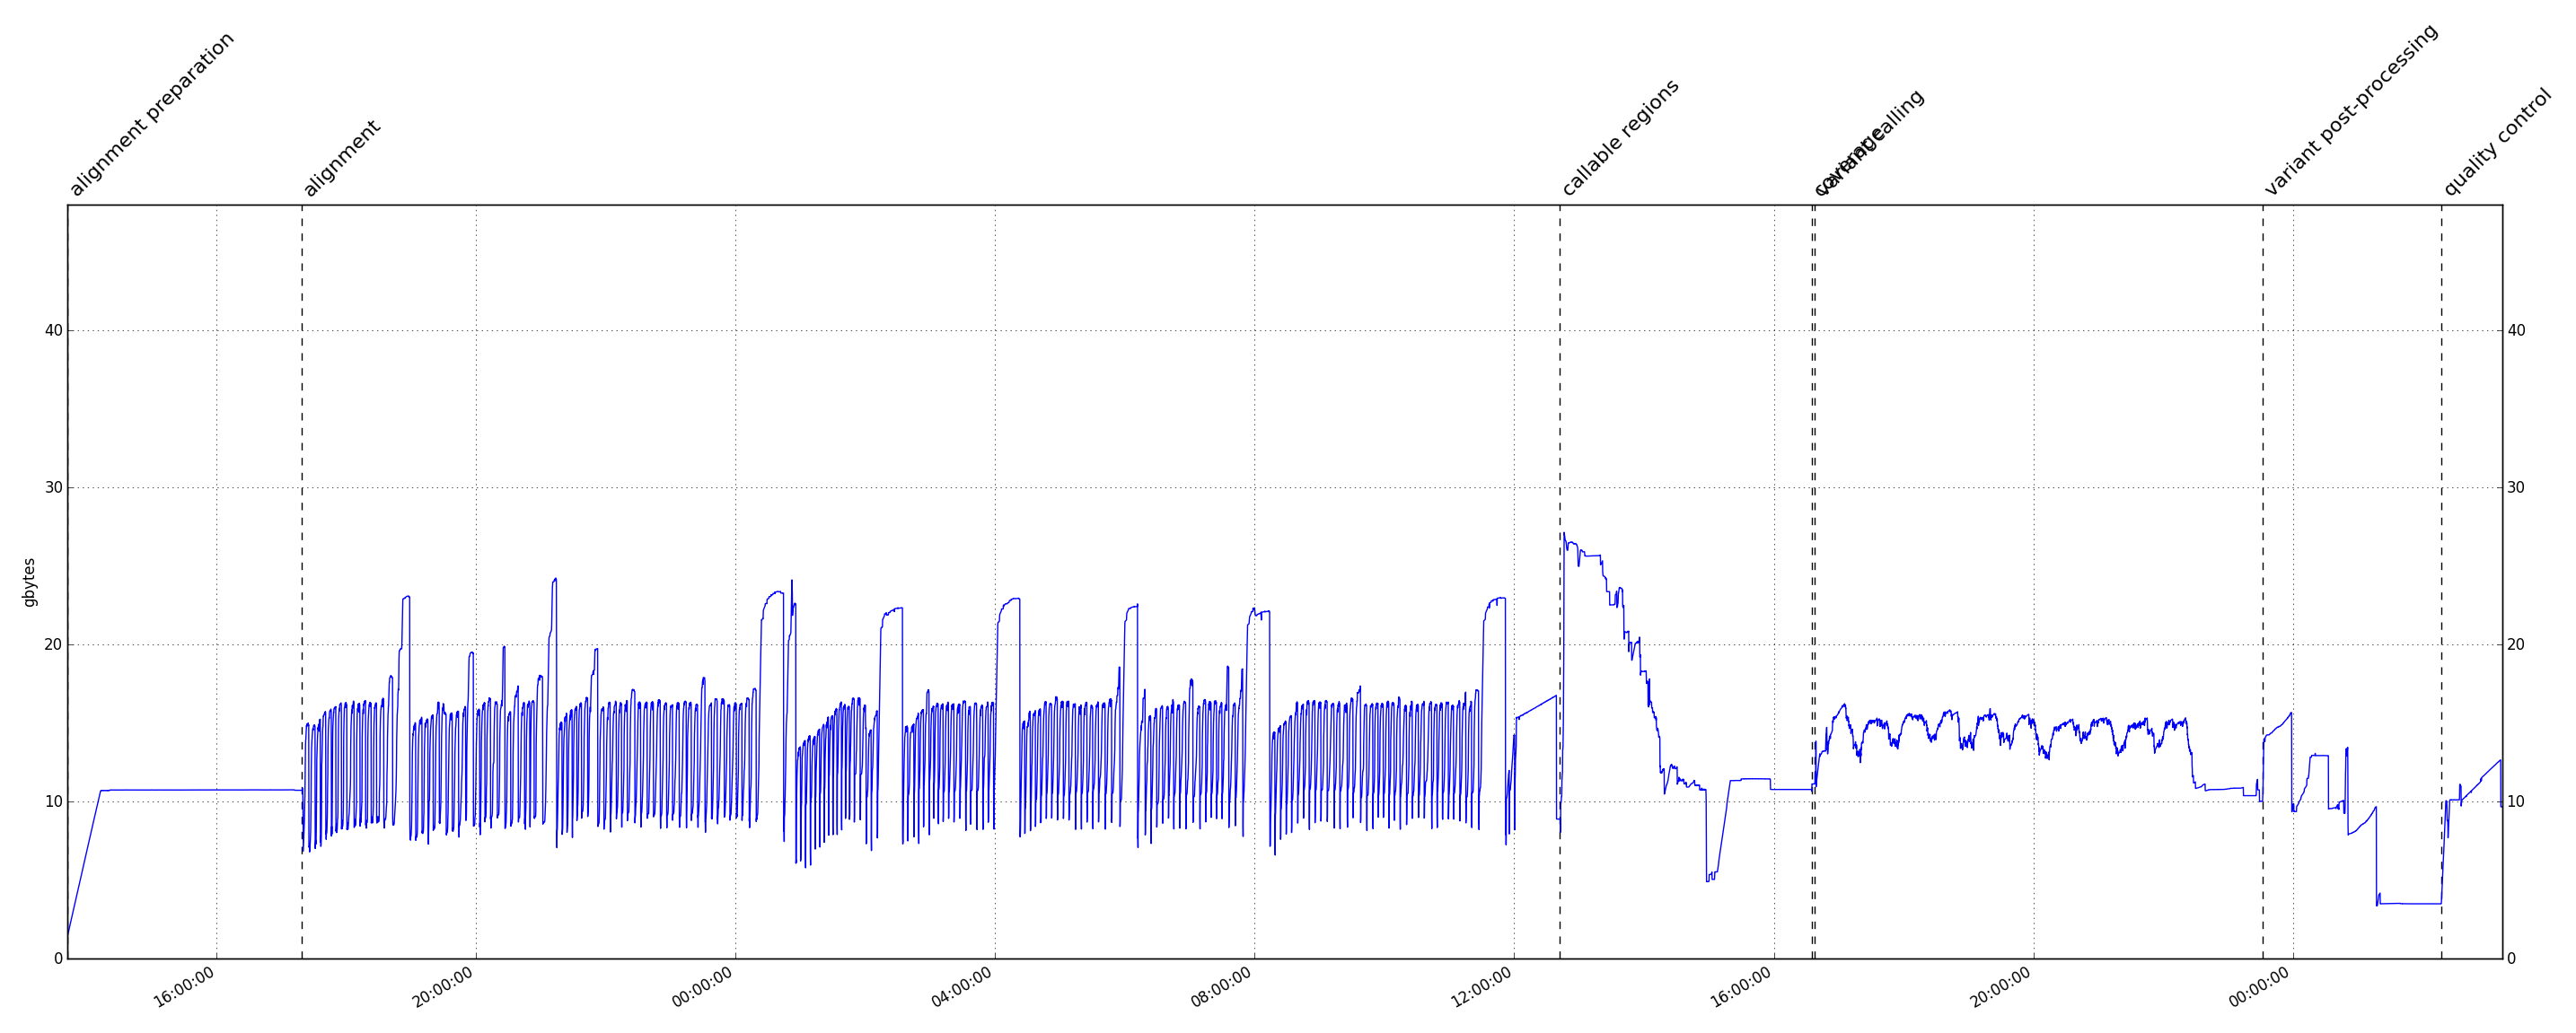 alignment preparation
alignment
callable regions
coverage
variant calling
variant post-processing
quality control
gbytes
40
30
20
10
0
40
30
20
10
0
16:00:00
20:00:00
00:00:00
04:00:00
08:00:00
12:00:00
16:00:00
20:00:00
00:00:00